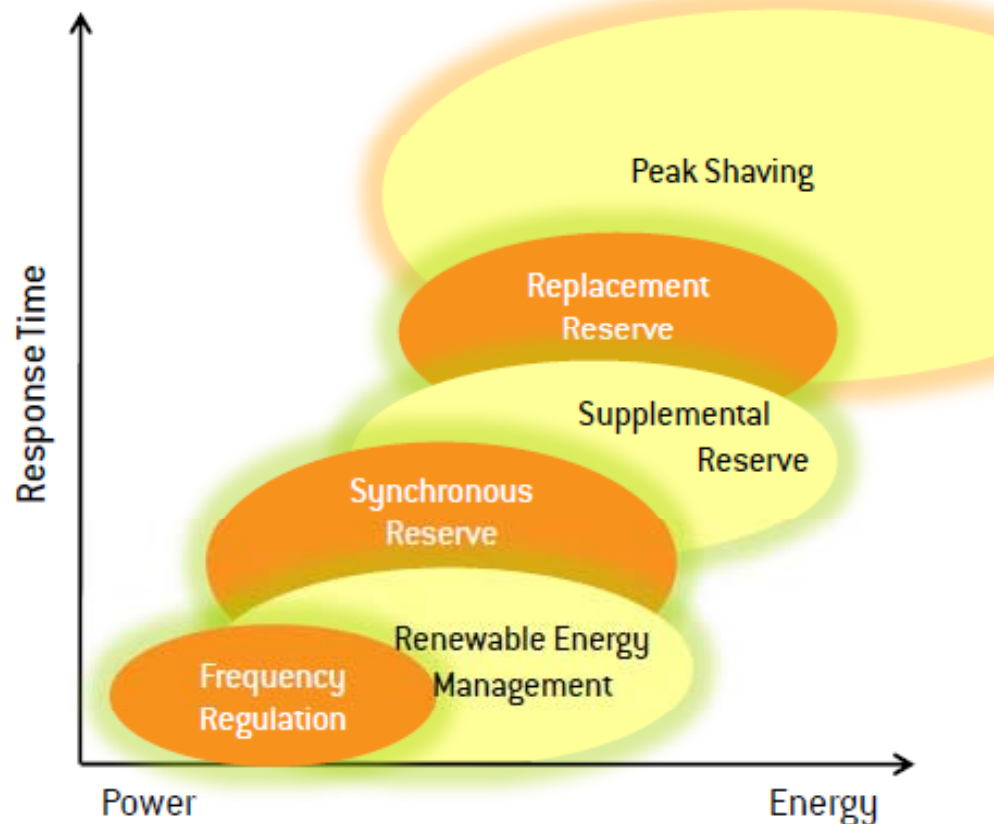 Response Time
Peak Shaving
Replacement
Reserve
Supplemental
Reserve
Synchronous
Reserve
Renewable Energy
Management
Frequency
Regulation
Power
Energy